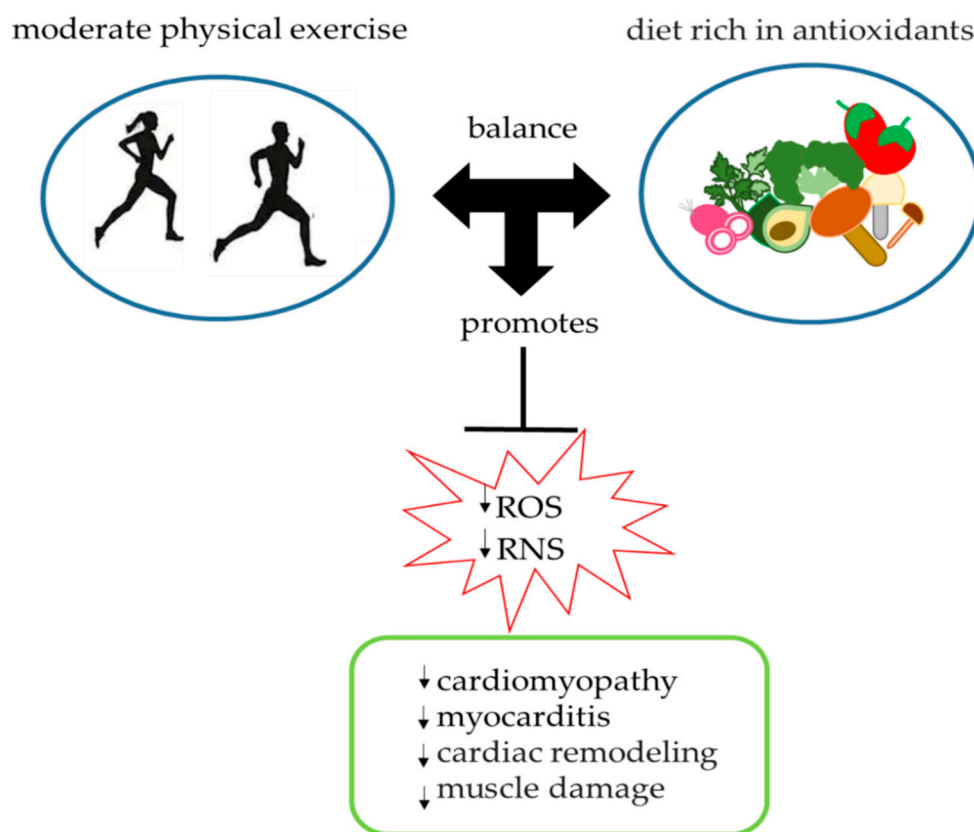 moderate physical exercise
diet rich in antioxidants
balance
promotes
↓ ROS
↓ RNS
↓ cardiomyopathy
↓ myocarditis
↓ cardiac remodeling
↓ muscle damage